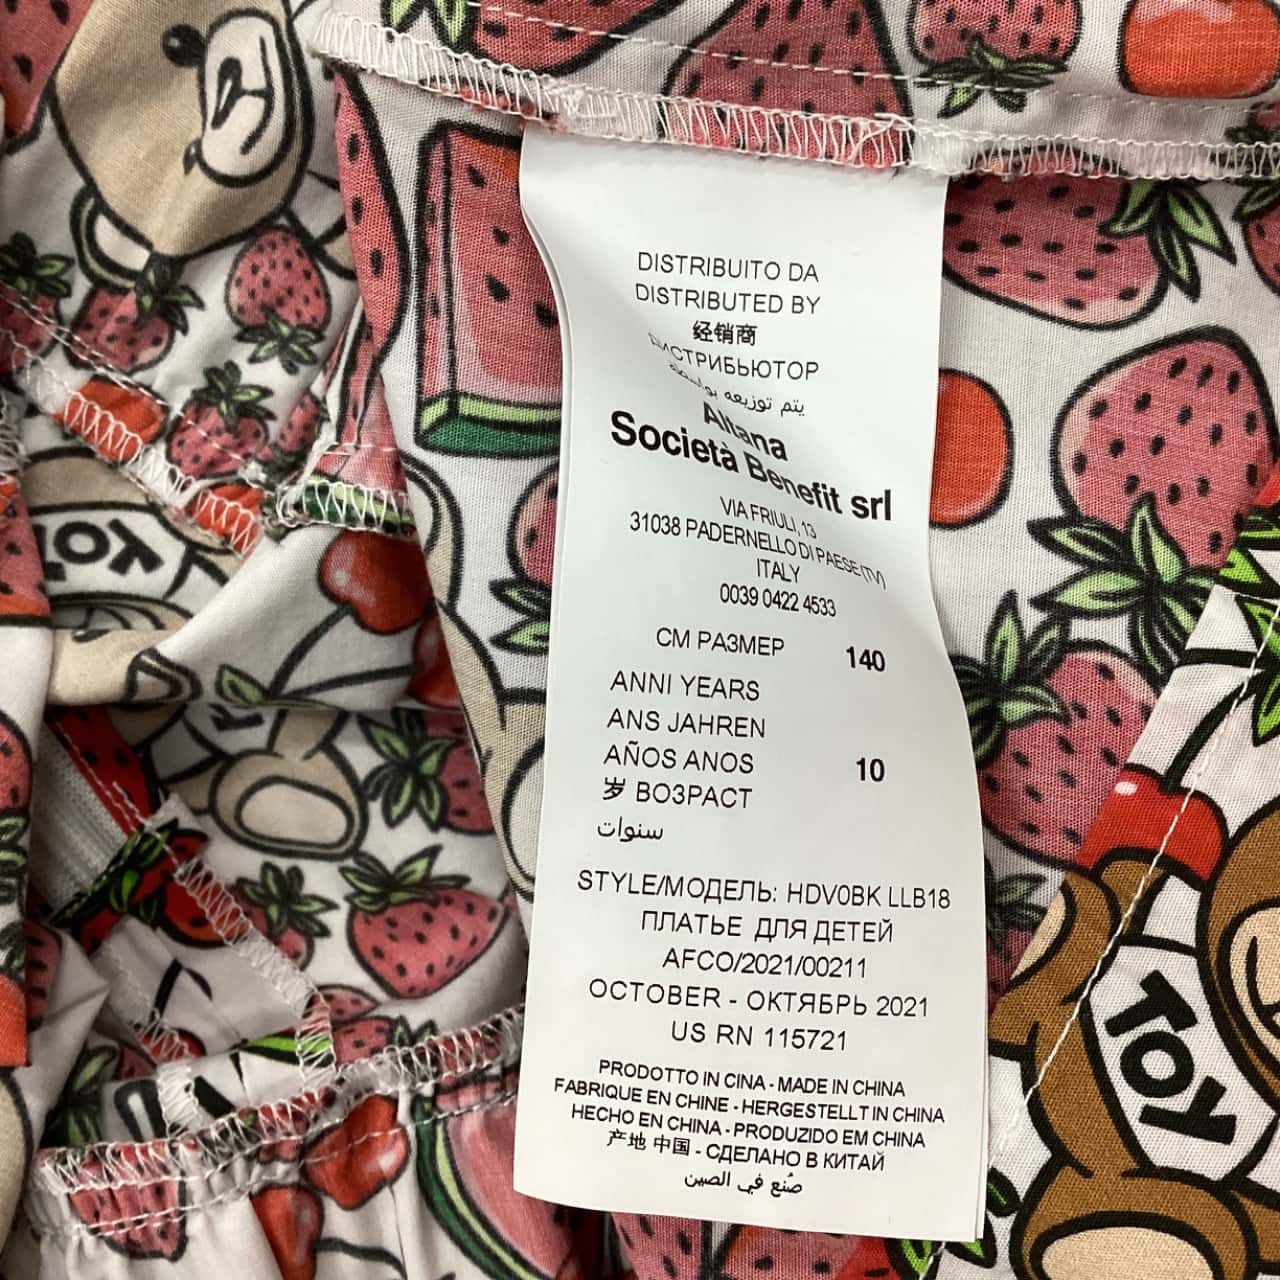 DISTRIBUITO DA
DISTRIBUTED BY
经销商
ДИСТРИБЬЮТОР
يتم توزيعه بواسطة
Altana
Società Benefit srl
VIA FRIULI, 13
31038 PADERNELLO DI PAESE (TV)
ITALY
0039 0422 4533
СМ РАЗМЕР 140
ANNI YEARS
ANS JAHREN
AÑOS ANOS 10
岁 ВОЗРАСТ
سنوات
STYLE/МОДЕЛЬ: HDV0BK LLB18
ПЛАТЬЕ ДЛЯ ДЕТЕЙ
AFCO/2021/00211
OCTOBER - ОКТЯБРЬ 2021
US RN 115721
PRODOTTO IN CINA - MADE IN CHINA
FABRIQUE EN CHINE - HERGESTELLT IN CHINA
HECHO EN CHINA - PRODUZIDO EM CHINA
产地 中国 - СДЕЛАНО В КИТАЙ
صُنع في الصين
TOY
TOY